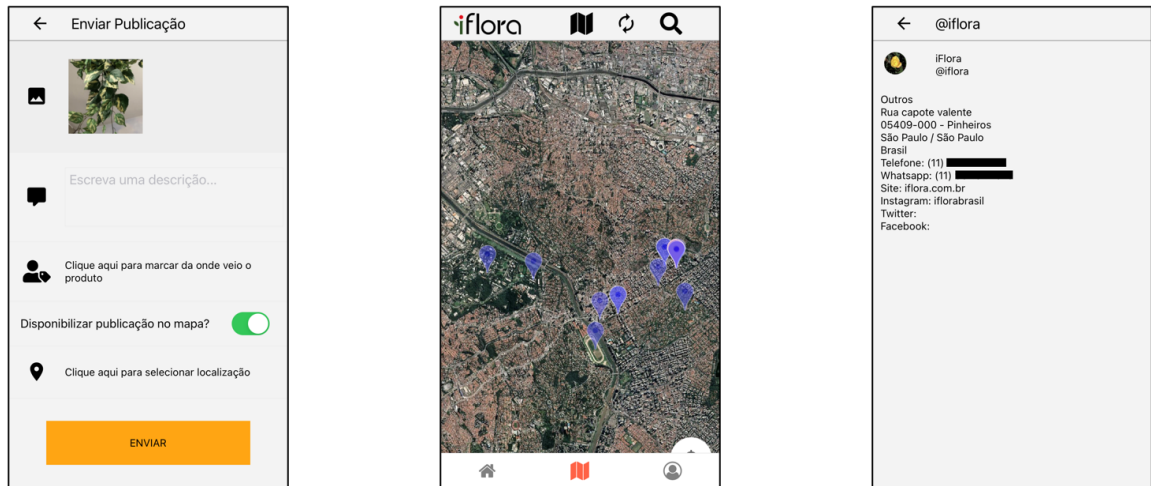 Enviar Publicação
Escreva uma descrição...
Clique aqui para marcar da onde veio o
produto
Disponibilizar publicação no mapa?
Clique aqui para selecionar localização
ENVIAR
iflora
@iflora
iFlora
@iflora
Outros
Rua capote valente
05409-000 - Pinheiros
São Paulo / São Paulo
Brasil
Telefone: (11)
Whatsapp: (11)
Site: iflora.com.br
Instagram: iflorabrasil
Twitter:
Facebook: